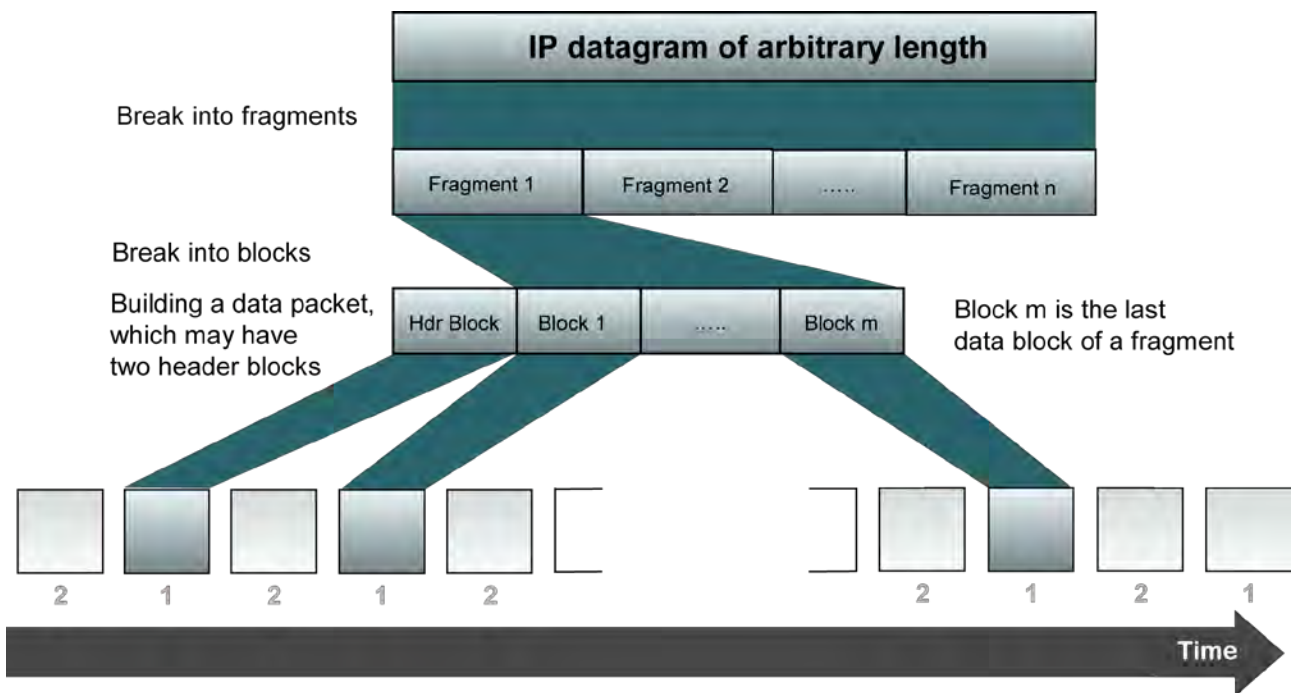 IP datagram of arbitrary length
Break into fragments
Fragment 1
Fragment 2
.....
Fragment n
Break into blocks
Building a data packet,
which may have
two header blocks
Hdr Block
Block 1
.....
Block m
Block m is the last
data block of a fragment
2
1
2
1
2
2
1
2
1
Time